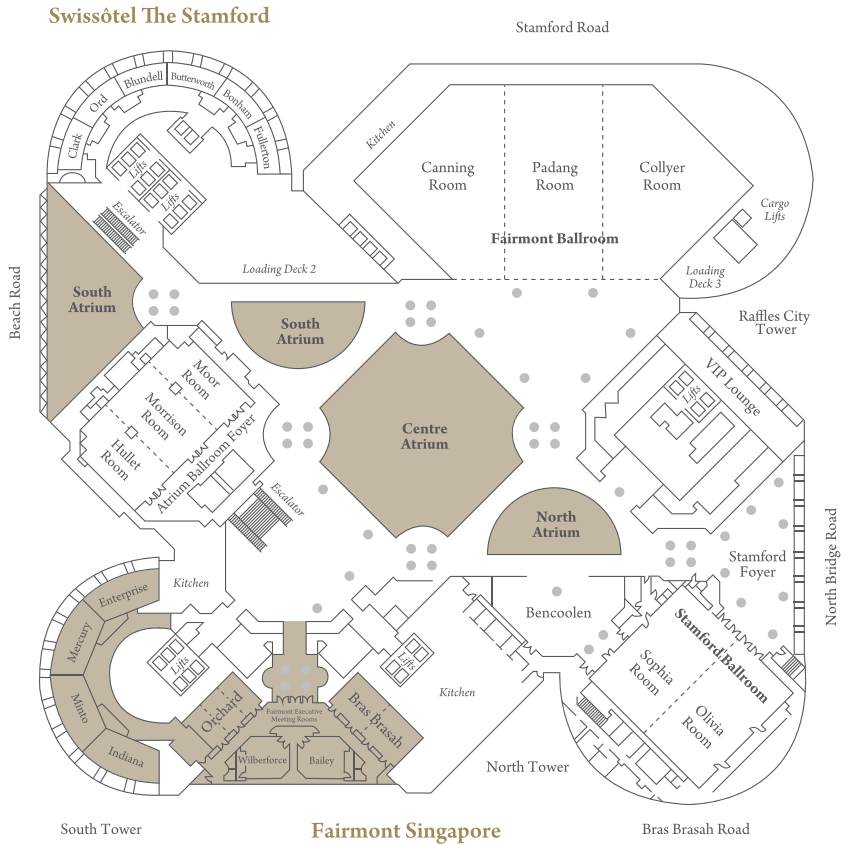 Swissôtel The Stamford
Stamford Road
Blundell
Butterworth
Ord
Bonham
Clark
Fullerton
Kitchen
Lifts
Lifts
Escalator
Canning
Room
Padang
Room
Collyer
Room
Cargo
Lifts
Fairmont Ballroom
Loading Deck 2
Loading
Deck 3
Beach Road
South
Atrium
South
Atrium
Raffles City
Tower
Moor
Room
Morrison
Room
Hullet
Room
Atrium Ballroom Foyer
VIP Lounge
Lifts
Centre
Atrium
Escalator
North
Atrium
Stamford
Foyer
North Bridge Road
Kitchen
Enterprise
Mercury
Minto
Indiana
Lifts
Lifts
Bencoolen
Stamford Ballroom
Sophia
Room
Olivia
Room
Kitchen
Orchard
Bras Brasah
Fairmont Executive
Meeting Rooms
Wilberforce
Bailey
North Tower
South Tower
Fairmont Singapore
Bras Brasah Road